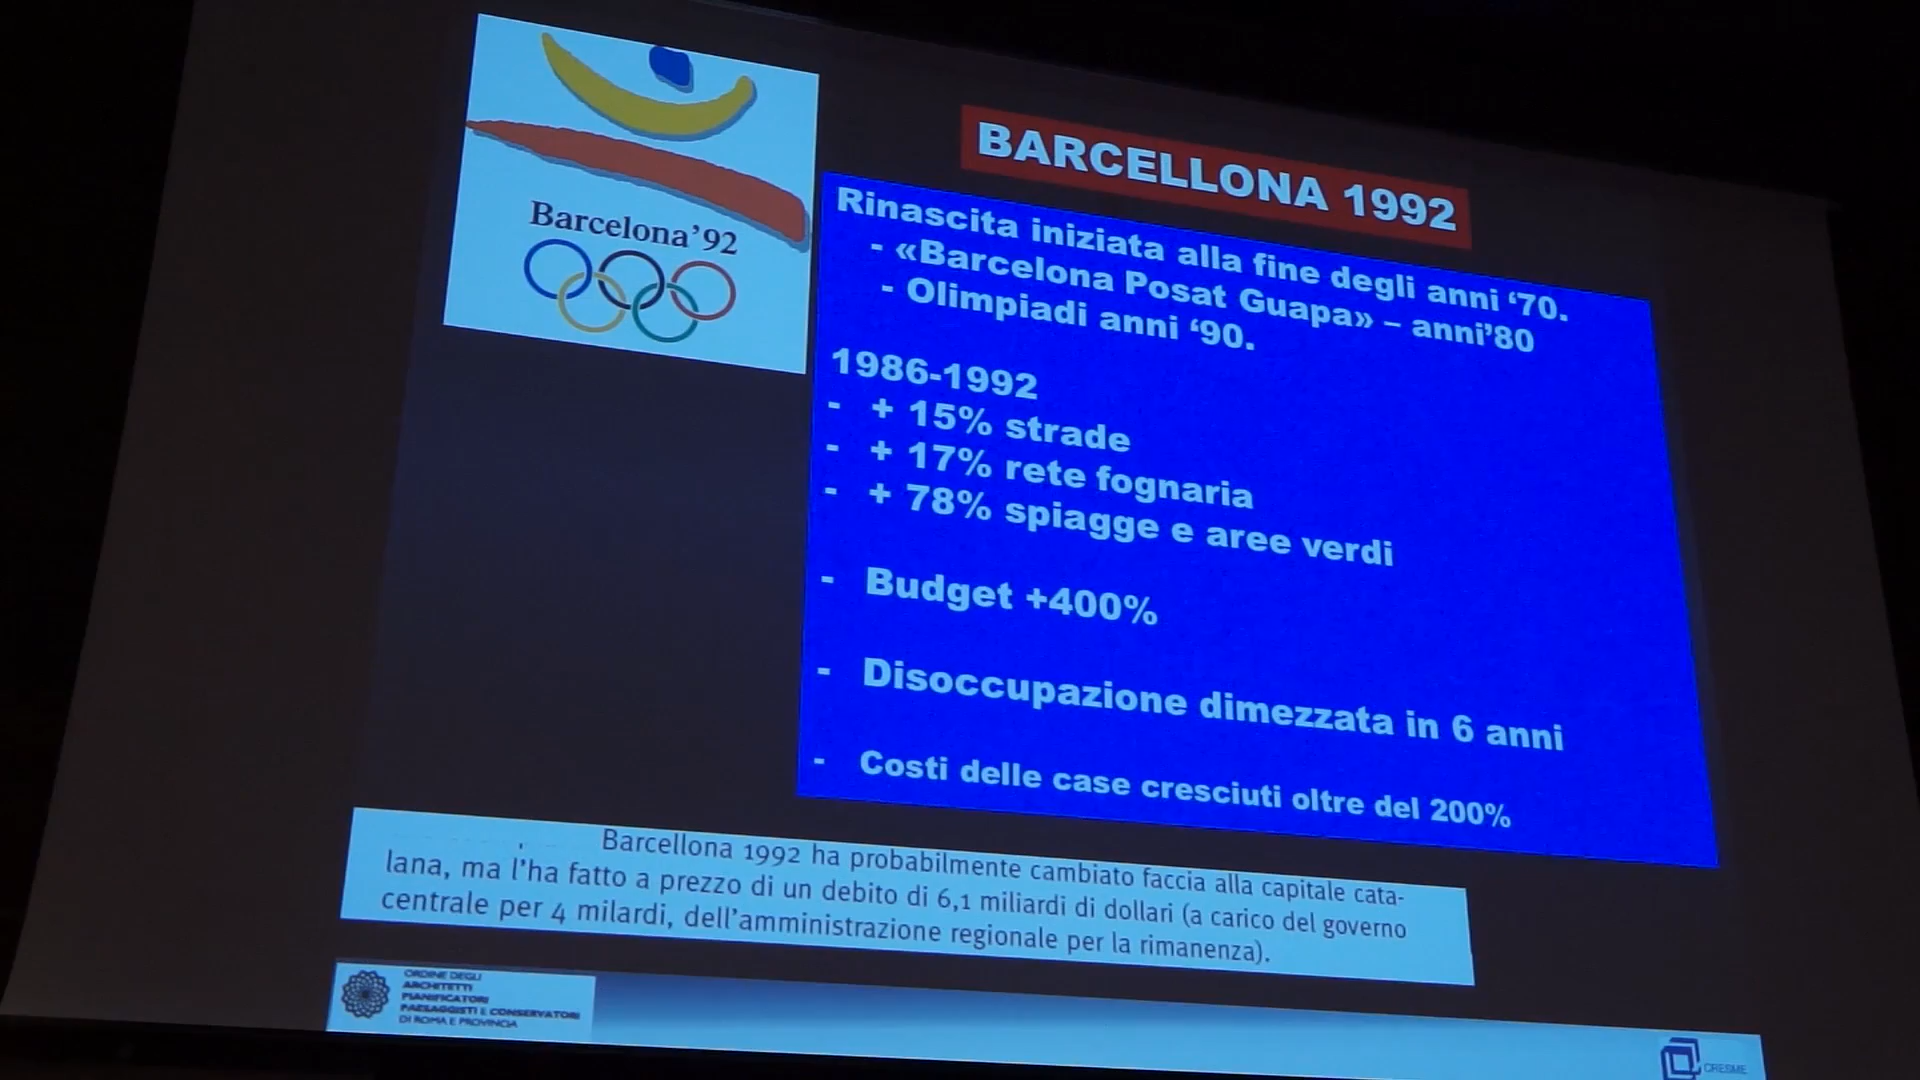 Barcelona'92
BARCELLONA 1992
Rinascita iniziata alla fine degli anni ‘70.
- «Barcelona Posat Guapa» – anni’80
- Olimpiadi anni ‘90.
1986-1992
- + 15% strade
- + 17% rete fognaria
- + 78% spiagge e aree verdi
- Budget +400%
- Disoccupazione dimezzata in 6 anni
- Costi delle case cresciuti oltre del 200%
Barcellona 1992 ha probabilmente cambiato faccia alla capitale cata-
lana, ma l'ha fatto a prezzo di un debito di 6,1 miliardi di dollari (a carico del governo
centrale per 4 milardi, dell'amministrazione regionale per la rimanenza).
ORDINE DEGLI
ARCHITETTI
PIANIFICATORI
PAESAGGISTI E CONSERVATORI
DI ROMA E PROVINCIA
CRESME